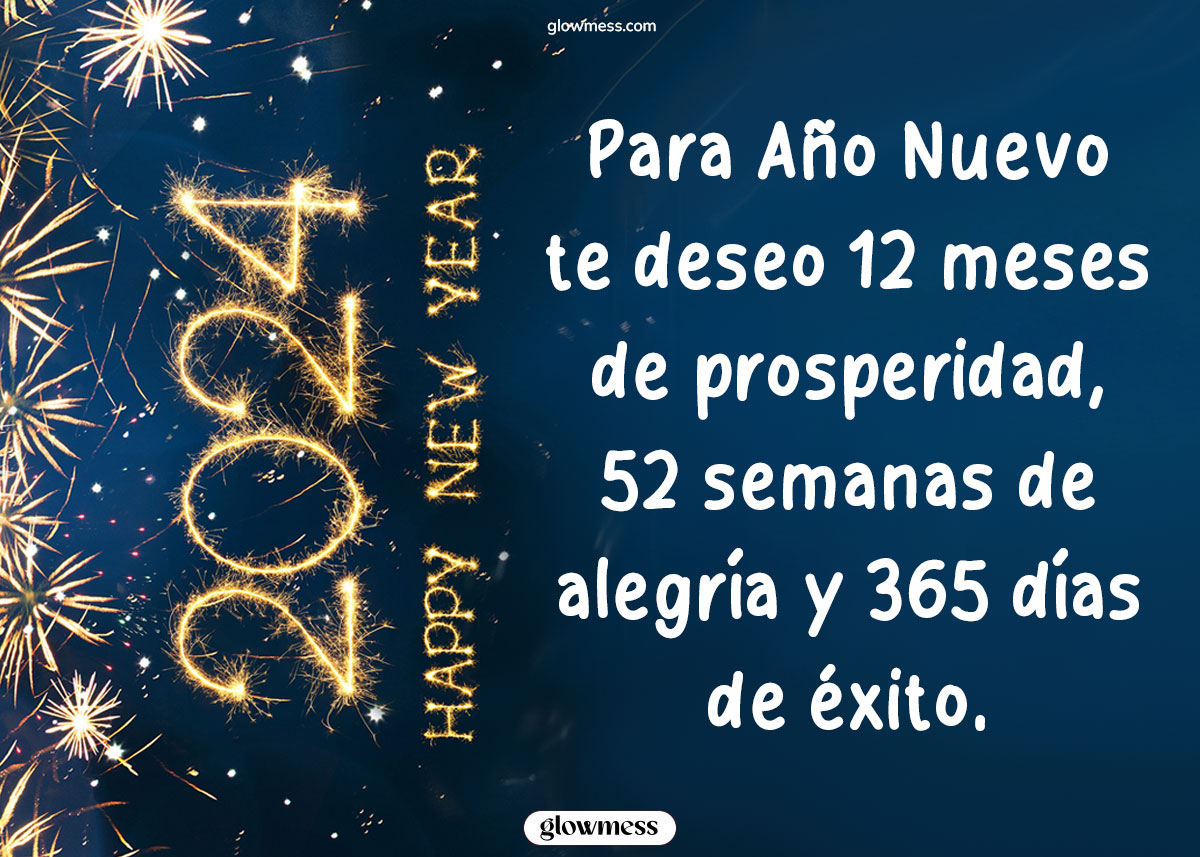 glowmess.com
2024
HAPPY NEW YEAR
Para Año Nuevo
te deseo 12 meses
de prosperidad,
52 semanas de
alegría y 365 días
de éxito.
glowmess